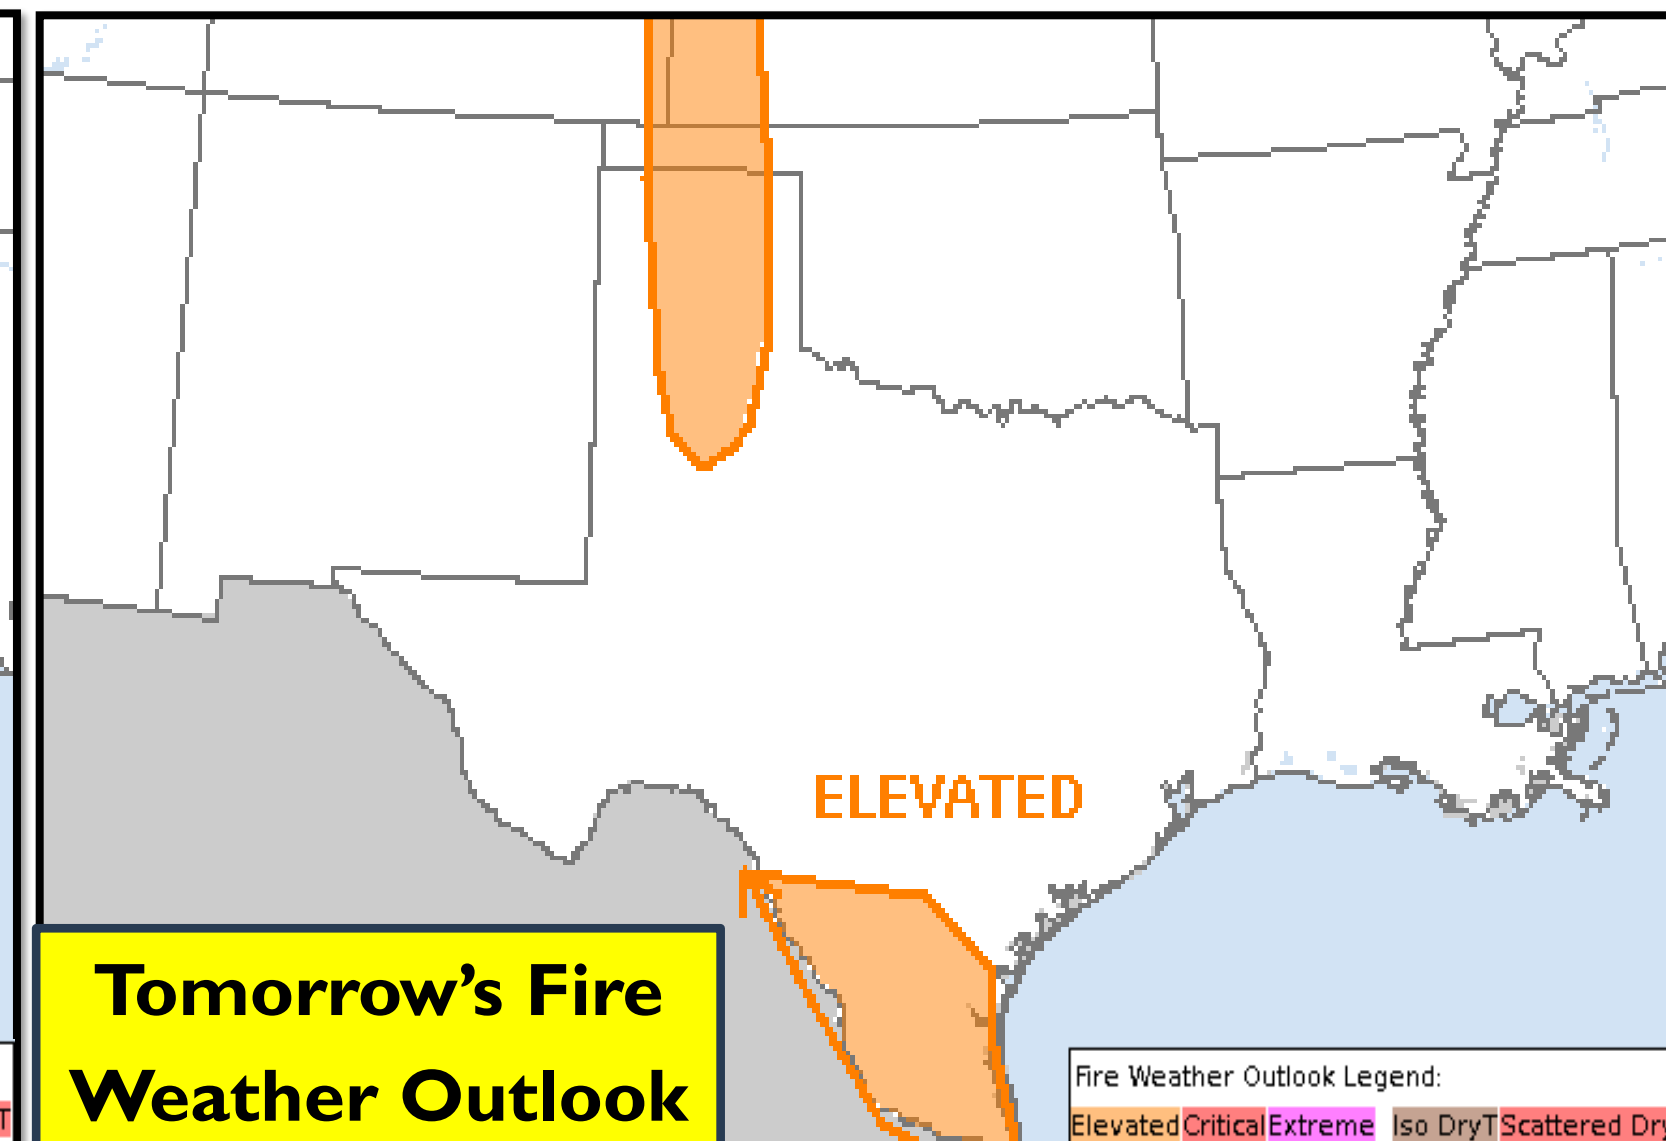 ELEVATED
Tomorrow’s Fire
Weather Outlook
Fire Weather Outlook Legend:
Elevated Critical Extreme Iso DryT Scattered Dry
T